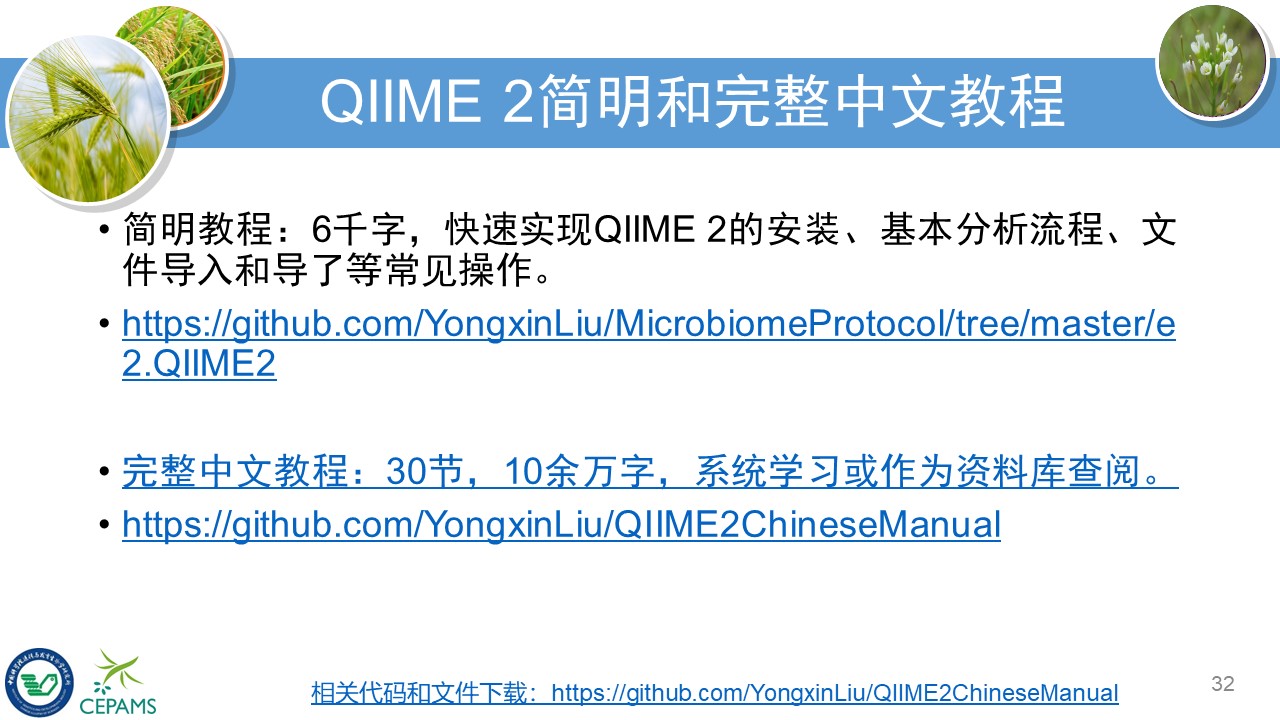 QIIME 2简明和完整中文教程
• 简明教程：6千字，快速实现QIIME 2的安装、基本分析流程、文
件导入和导了等常见操作。
• https://github.com/YongxinLiu/MicrobiomeProtocol/tree/master/e
2.QIIME2
• 完整中文教程：30节，10余万字，系统学习或作为资料库查阅。
• https://github.com/YongxinLiu/QIIME2ChineseManual
CEPAMS
相关代码和文件下载：https://github.com/YongxinLiu/QIIME2ChineseManual
32